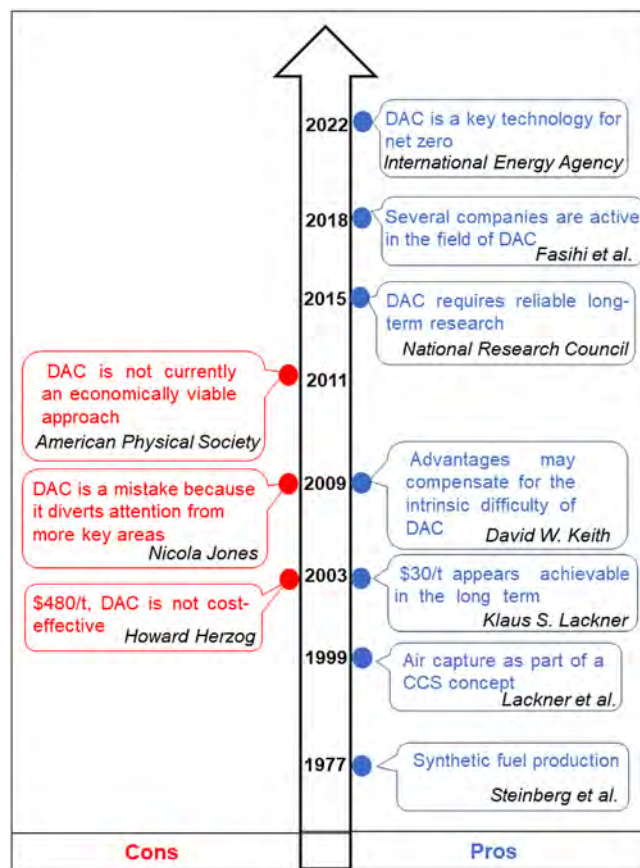 2022
DAC is a key technology for
net zero
International Energy Agency
2018
Several companies are active
in the field of DAC
Fasihi et al.
2015
DAC requires reliable long-
term research
National Research Council
DAC is not currently
an economically viable
approach
American Physical Society
2011
DAC is a mistake because
it diverts attention from
more key areas
Nicola Jones
2009
Advantages may
compensate for the
intrinsic difficulty of
DAC
David W. Keith
$480/t, DAC is not cost-
effective
Howard Herzog
2003
$30/t appears achievable
in the long term
Klaus S. Lackner
1999
Air capture as part of a
CCS concept
Lackner et al.
1977
Synthetic fuel production
Steinberg et al.
Cons
Pros